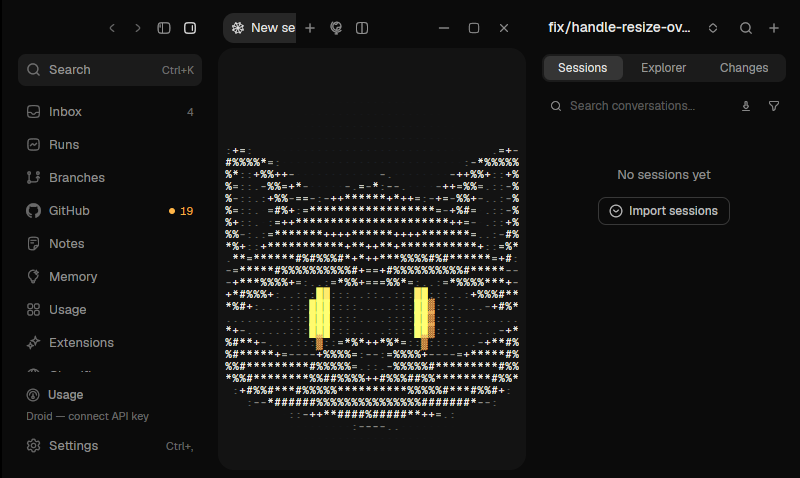 New se
fix/handle-resize-ov...
Search
Ctrl+K
Sessions
Explorer
Changes
Inbox
4
Search conversations...
Runs
Branches
No sessions yet
GitHub
19
Import sessions
Notes
Memory
Usage
Extensions
Usage
Droid — connect API key
Settings
Ctrl+,